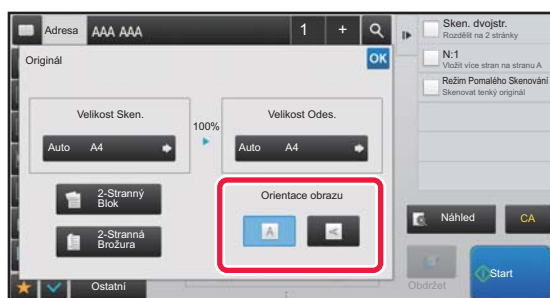 Adresa AAA AAA 1 +
Originál OK
Velikost Sken.
Auto A4
100%
Velikost Odes.
Auto A4
2-Stranný
Blok
2-Stranná
Brožura
Orientace obrazu
A A
Ostatní
Sken. dvojstr.
Rozdělit na 2 stránky
N:1
Vložit více stran na stranu A
Režim Pomalého Skenování
Skenovat tenký originál
Náhled CA
Obdržet
Start